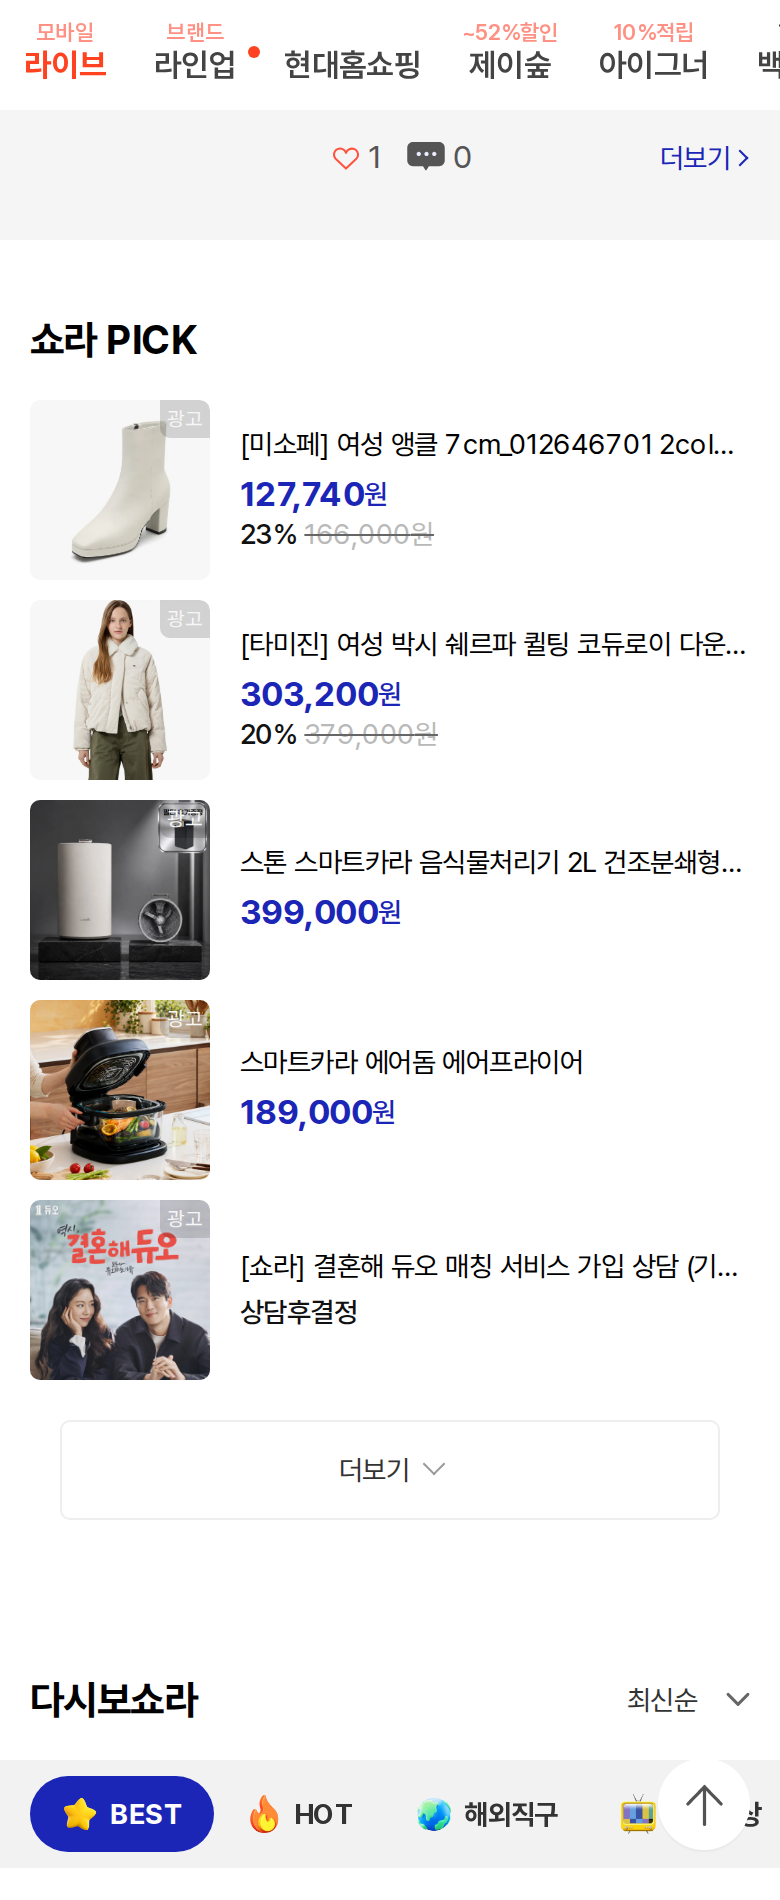 모바일
라이브
브랜드
라인업
현대홈쇼핑
~52%할인
제이숲
10%적립
아이그너
1
0
더보기
쇼라 PICK
광고
[미소페] 여성 앵클 7cm_012646701 2col...
127,740원
23% 166,000원
광고
[타미진] 여성 박시 쉐르파 퀼팅 코듀로이 다운...
303,200원
20% 379,000원
광고
스톤 스마트카라 음식물처리기 2L 건조분쇄형...
399,000원
광고
스마트카라 에어돔 에어프라이어
189,000원
듀오
광고
역시,
결혼해듀오
[쇼라] 결혼해 듀오 매칭 서비스 가입 상담 (기...
상담후결정
더보기
다시보쇼라
최신순
BEST
HOT
해외직구